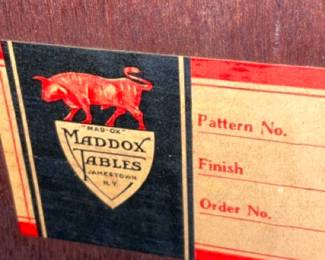 "MAD-OX"
MADDOX
TABLES
JAMESTOWN
N.Y.
Pattern No.
Finish
Order No.